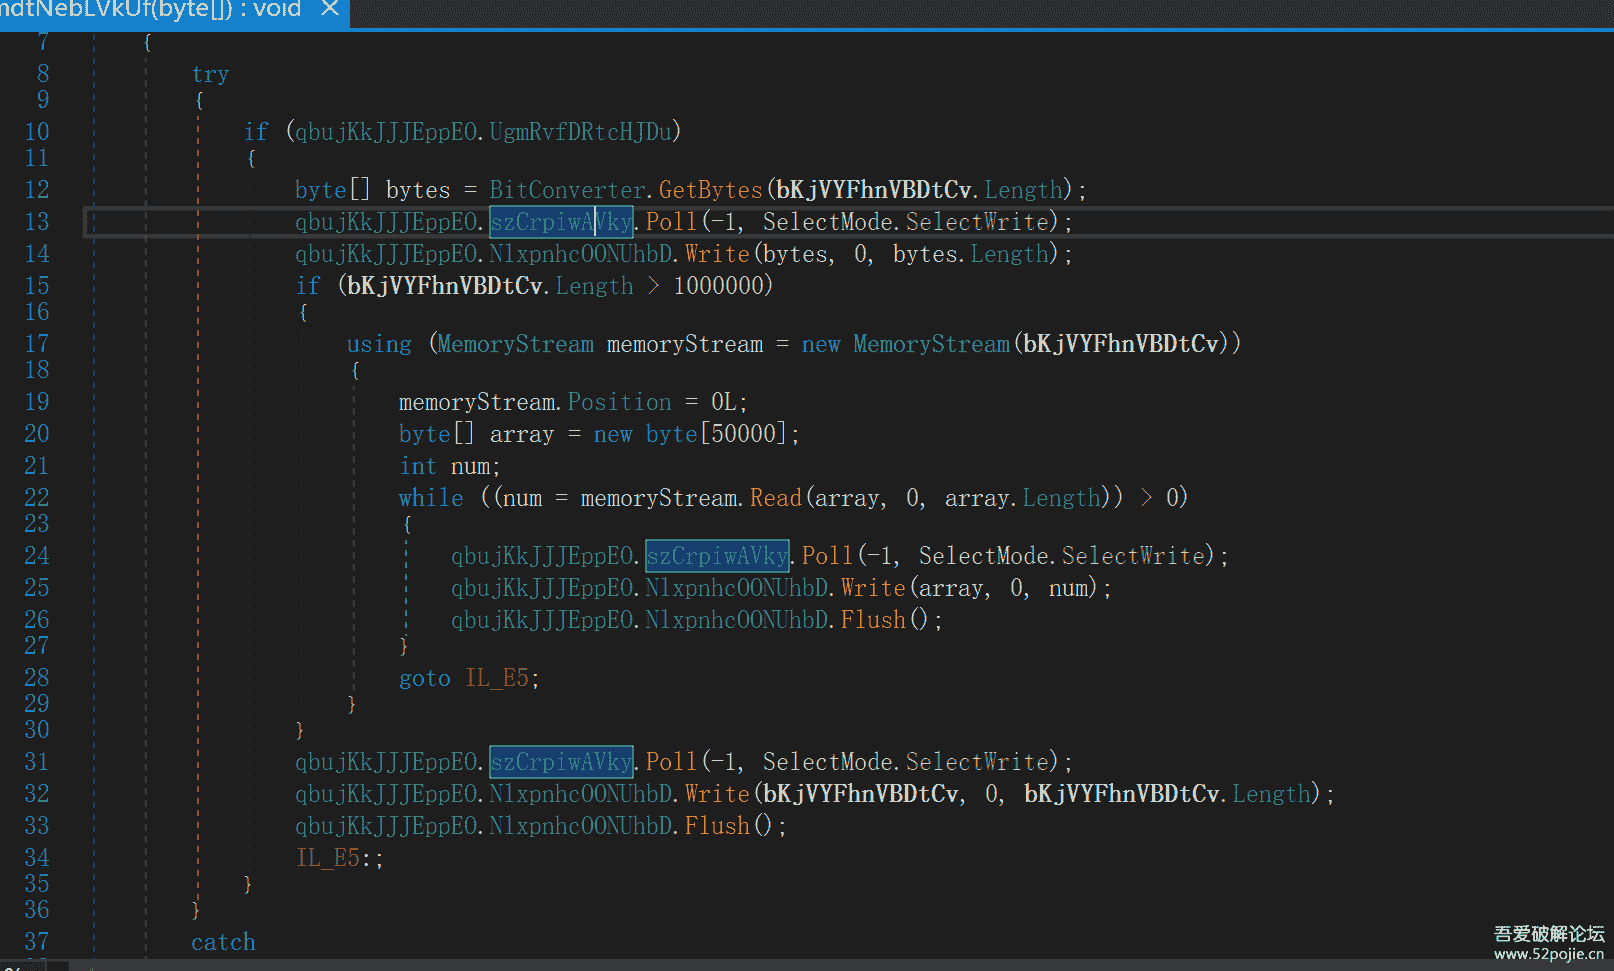 mdtNebLVkUf(byte[]) : void ×
7 {
8 try
9 {
10 if (qbujKkJJJEppEO.UgmRvfDRtcHJDu)
11 {
12 byte[] bytes = BitConverter.GetBytes(bKjVYFhnVBDtCv.Length);
13 qbujKkJJJEppEO.szCrpiwAVky.Poll(-1, SelectMode.SelectWrite);
14 qbujKkJJJEppEO.NlxpnhcOONUhbD.Write(bytes, 0, bytes.Length);
15 if (bKjVYFhnVBDtCv.Length > 1000000)
16 {
17 using (MemoryStream memoryStream = new MemoryStream(bKjVYFhnVBDtCv))
18 {
19 memoryStream.Position = 0L;
20 byte[] array = new byte[50000];
21 int num;
22 while ((num = memoryStream.Read(array, 0, array.Length)) > 0)
23 {
24 qbujKkJJJEppEO.szCrpiwAVky.Poll(-1, SelectMode.SelectWrite);
25 qbujKkJJJEppEO.NlxpnhcOONUhbD.Write(array, 0, num);
26 qbujKkJJJEppEO.NlxpnhcOONUhbD.Flush();
27 }
28 goto IL_E5;
29 }
30 }
31 qbujKkJJJEppEO.szCrpiwAVky.Poll(-1, SelectMode.SelectWrite);
32 qbujKkJJJEppEO.NlxpnhcOONUhbD.Write(bKjVYFhnVBDtCv, 0, bKjVYFhnVBDtCv.Length);
33 qbujKkJJJEppEO.NlxpnhcOONUhbD.Flush();
34 IL_E5:;
35 }
36 }
37 catch
吾爱破解论坛
www.52pojie.cn